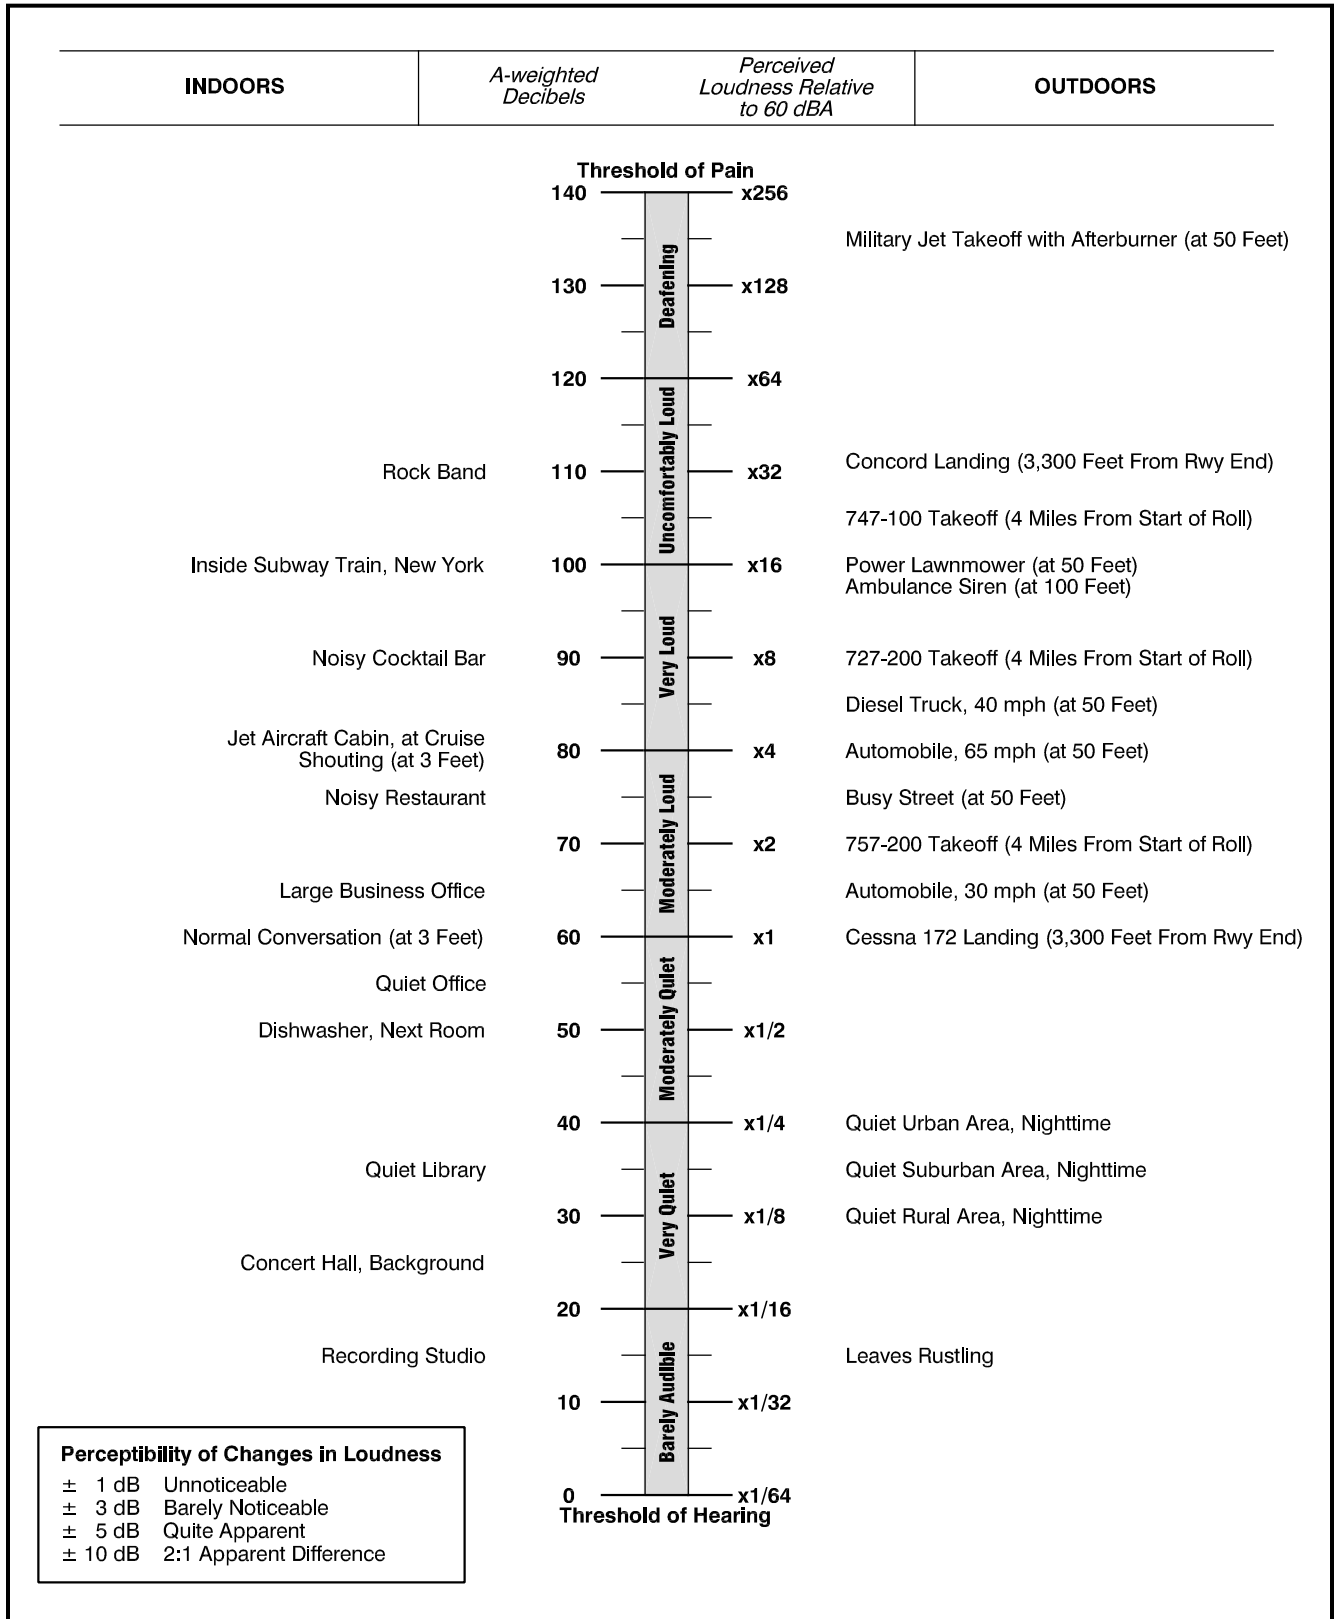 INDOORS
A-weighted
Decibels
Perceived
Loudness Relative
to 60 dBA
OUTDOORS
Threshold of Pain
140 x256
Military Jet Takeoff with Afterburner (at 50 Feet)
Deafening
130 x128
120 x64
Uncomfortably Loud
Concord Landing (3,300 Feet From Rwy End)
Rock Band 110 x32
747-100 Takeoff (4 Miles From Start of Roll)
Inside Subway Train, New York 100 x16 Power Lawnmower (at 50 Feet)
Ambulance Siren (at 100 Feet)
Very Loud
Noisy Cocktail Bar 90 x8 727-200 Takeoff (4 Miles From Start of Roll)
Diesel Truck, 40 mph (at 50 Feet)
Jet Aircraft Cabin, at Cruise
Shouting (at 3 Feet) 80 x4 Automobile, 65 mph (at 50 Feet)
Noisy Restaurant Busy Street (at 50 Feet)
Moderately Loud
70 x2 757-200 Takeoff (4 Miles From Start of Roll)
Large Business Office Automobile, 30 mph (at 50 Feet)
Normal Conversation (at 3 Feet) 60 x1 Cessna 172 Landing (3,300 Feet From Rwy End)
Quiet Office
Moderately Quiet
Dishwasher, Next Room 50 x1/2
40 x1/4 Quiet Urban Area, Nighttime
Quiet Library Quiet Suburban Area, Nighttime
Very Quiet
30 x1/8 Quiet Rural Area, Nighttime
Concert Hall, Background
20 x1/16
Recording Studio Leaves Rustling
Barely Audible
10 x1/32
0 x1/64
Threshold of Hearing
Perceptibility of Changes in Loudness
± 1 dB Unnoticeable
± 3 dB Barely Noticeable
± 5 dB Quite Apparent
± 10 dB 2:1 Apparent Difference